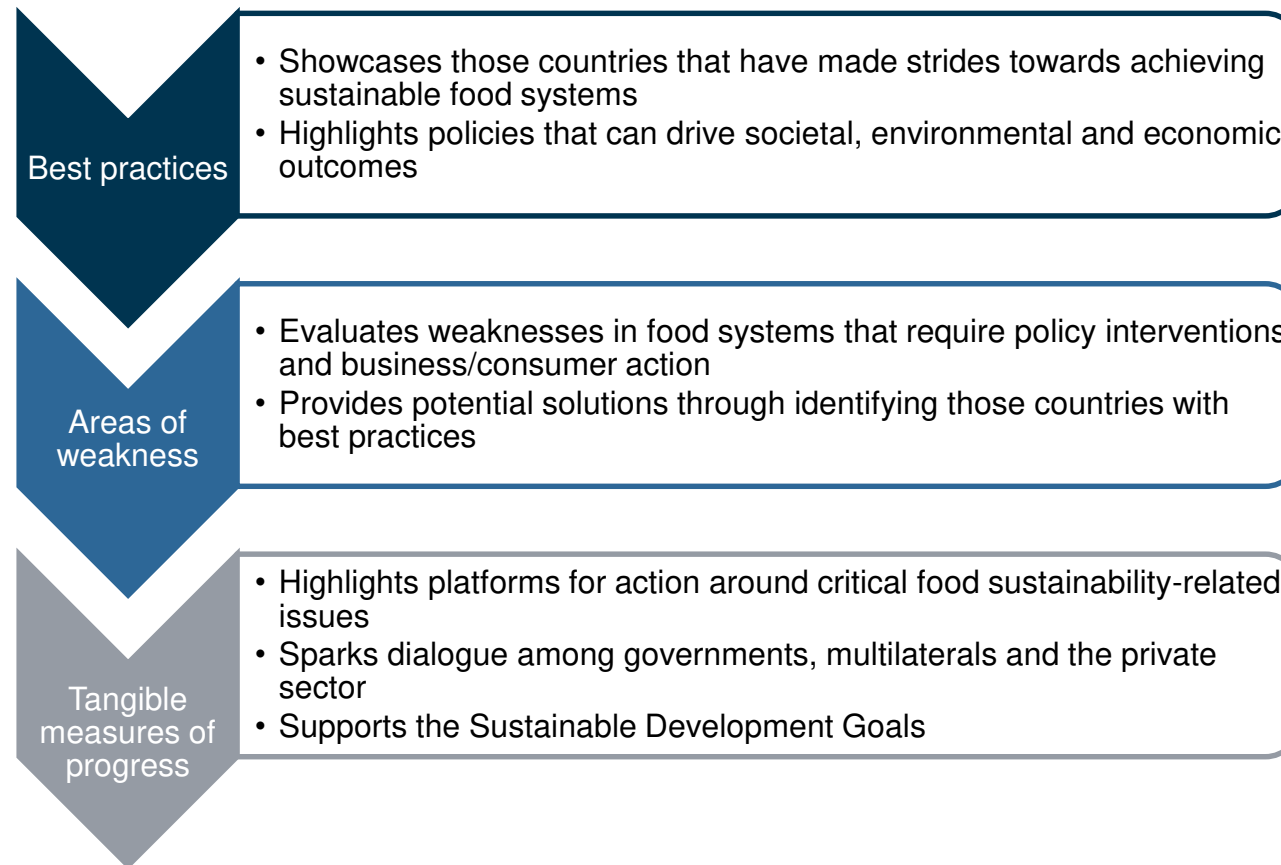 Best practices
• Showcases those countries that have made strides towards achieving
sustainable food systems
• Highlights policies that can drive societal, environmental and economic
outcomes
Areas of
weakness
• Evaluates weaknesses in food systems that require policy interventions
and business/consumer action
• Provides potential solutions through identifying those countries with
best practices
Tangible
measures of
progress
• Highlights platforms for action around critical food sustainability-related
issues
• Sparks dialogue among governments, multilaterals and the private
sector
• Supports the Sustainable Development Goals